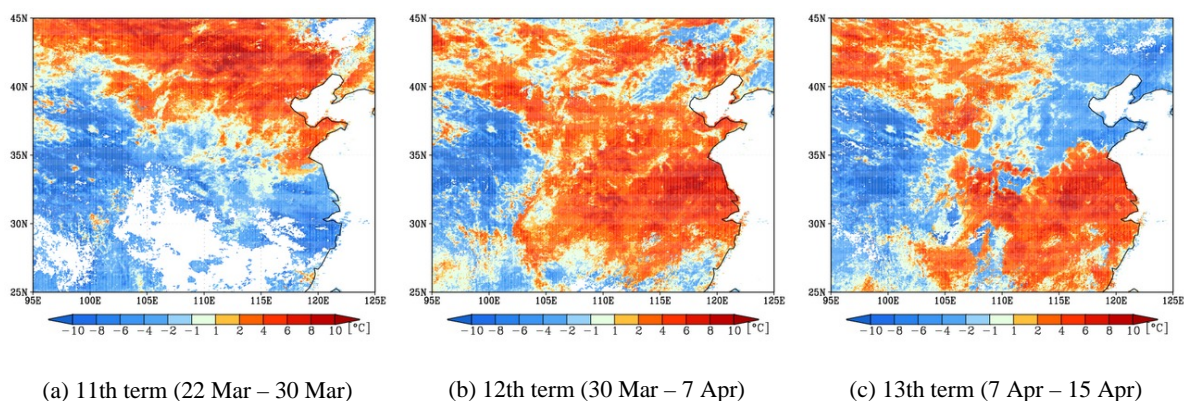 45N 45N 45N
40N 40N 40N
35N 35N 35N
30N 30N 30N
25N 25N 25N
95E 100E 105E 110E 115E 120E 125E 95E 100E 105E 110E 115E 120E 125E 95E 100E 105E 110E 115E 120E 125E
−10 −8 −6 −4 −2 −1 1 2 4 6 8 10 [°C] −10 −8 −6 −4 −2 −1 1 2 4 6 8 10 [°C] −10 −8 −6 −4 −2 −1 1 2 4 6 8 10 [°C]
(a) 11th term (22 Mar – 30 Mar) (b) 12th term (30 Mar – 7 Apr) (c) 13th term (7 Apr – 15 Apr)